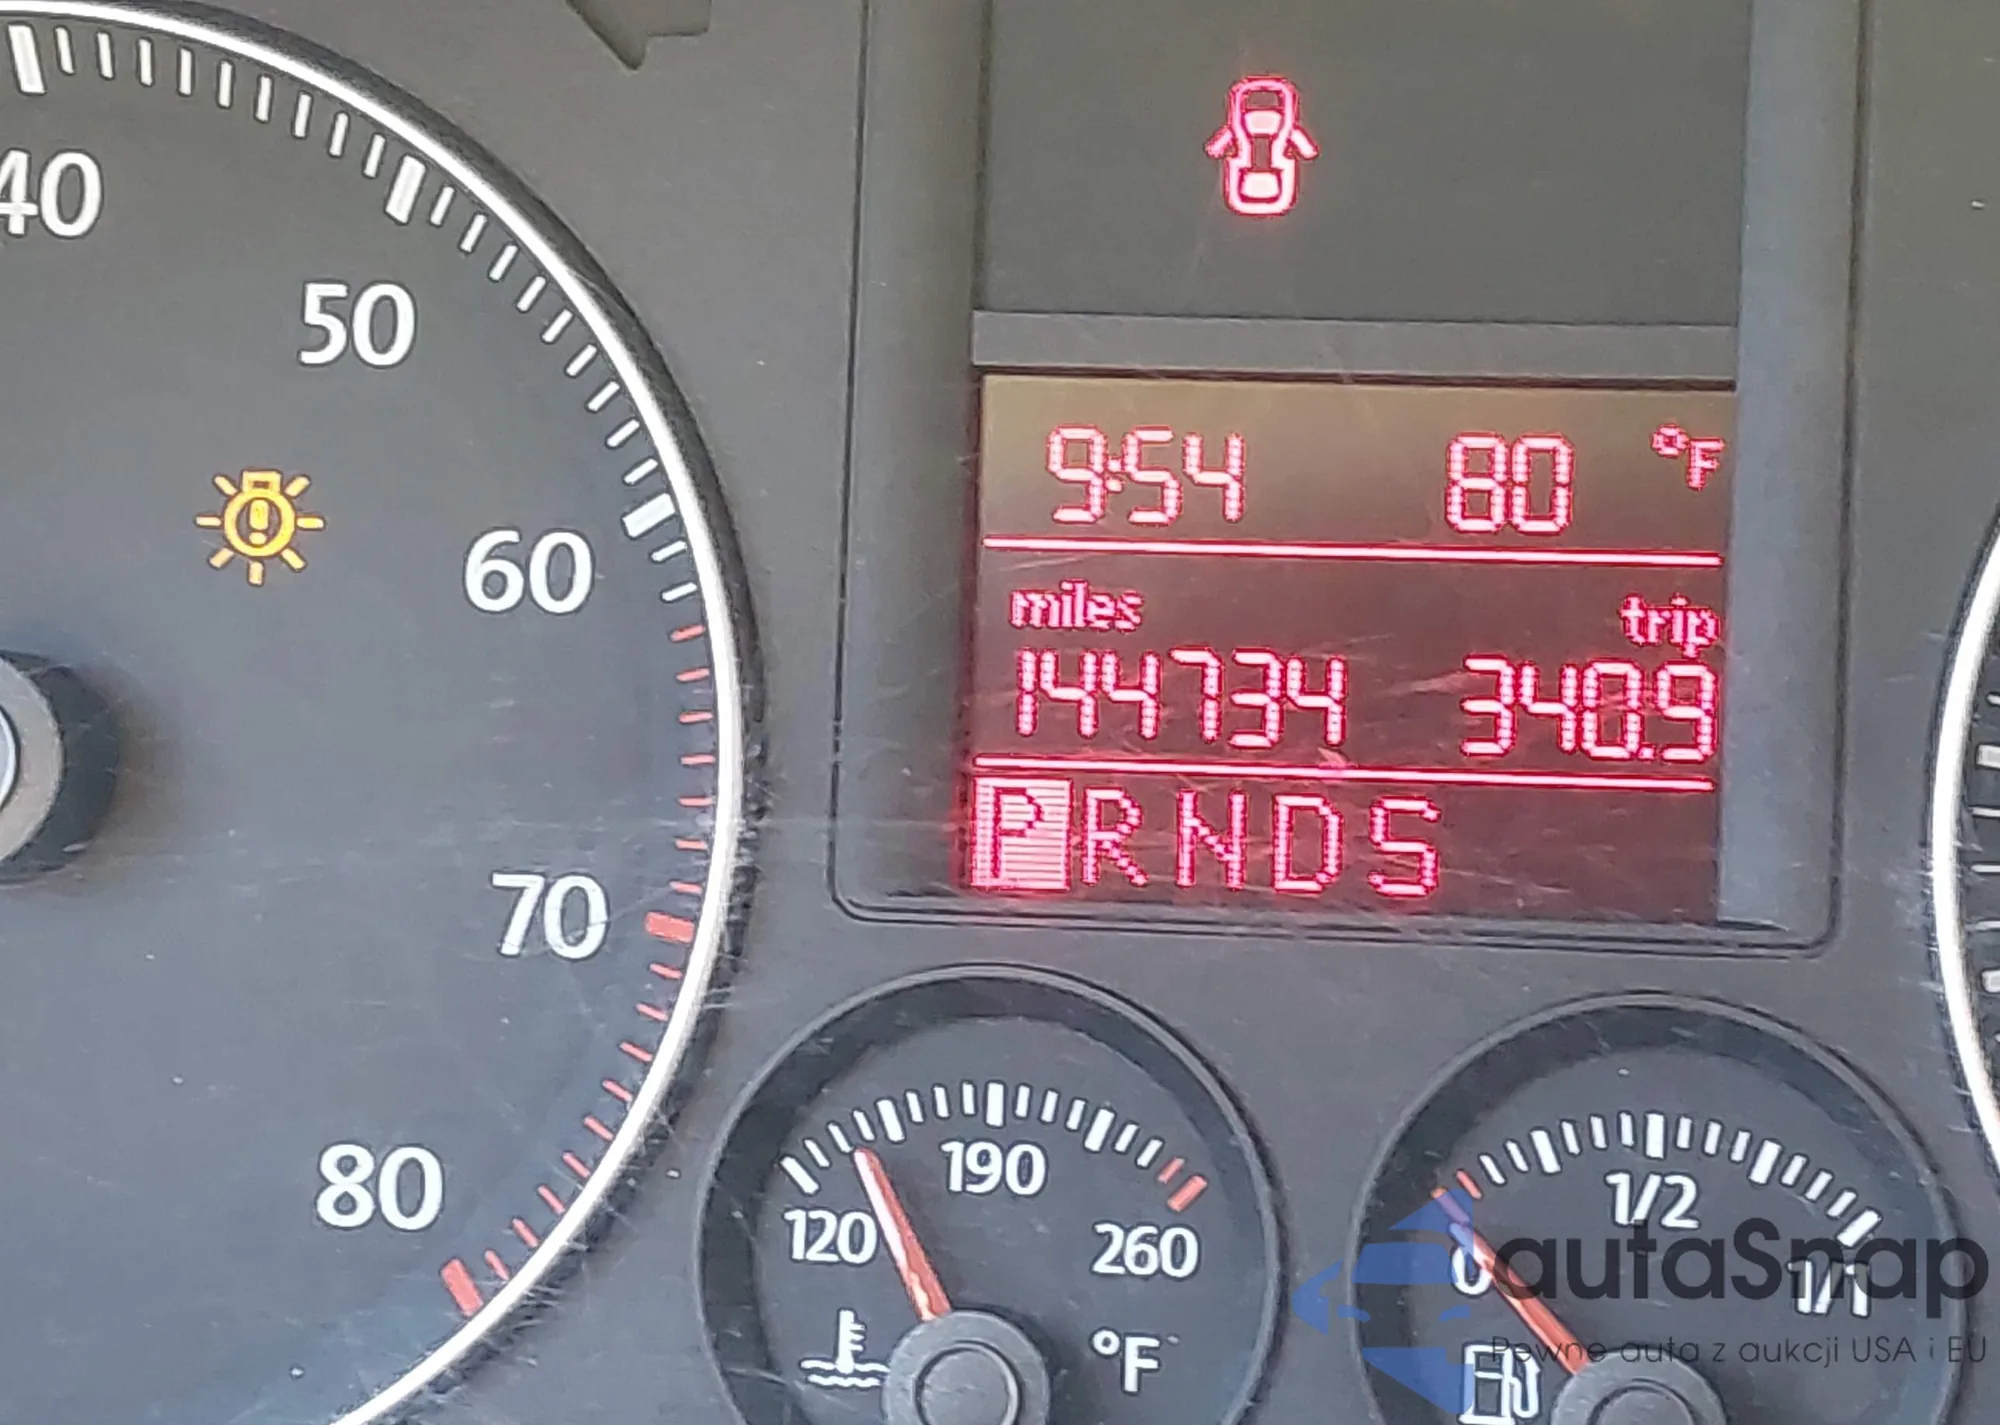 40
50
60
70
80
9:54 80 °F
miles trip
144734 340.9
P R N D S
120 190 260
°F
0 1/2 1/1
autaSnap
Pewne auta z aukcji USA i EU